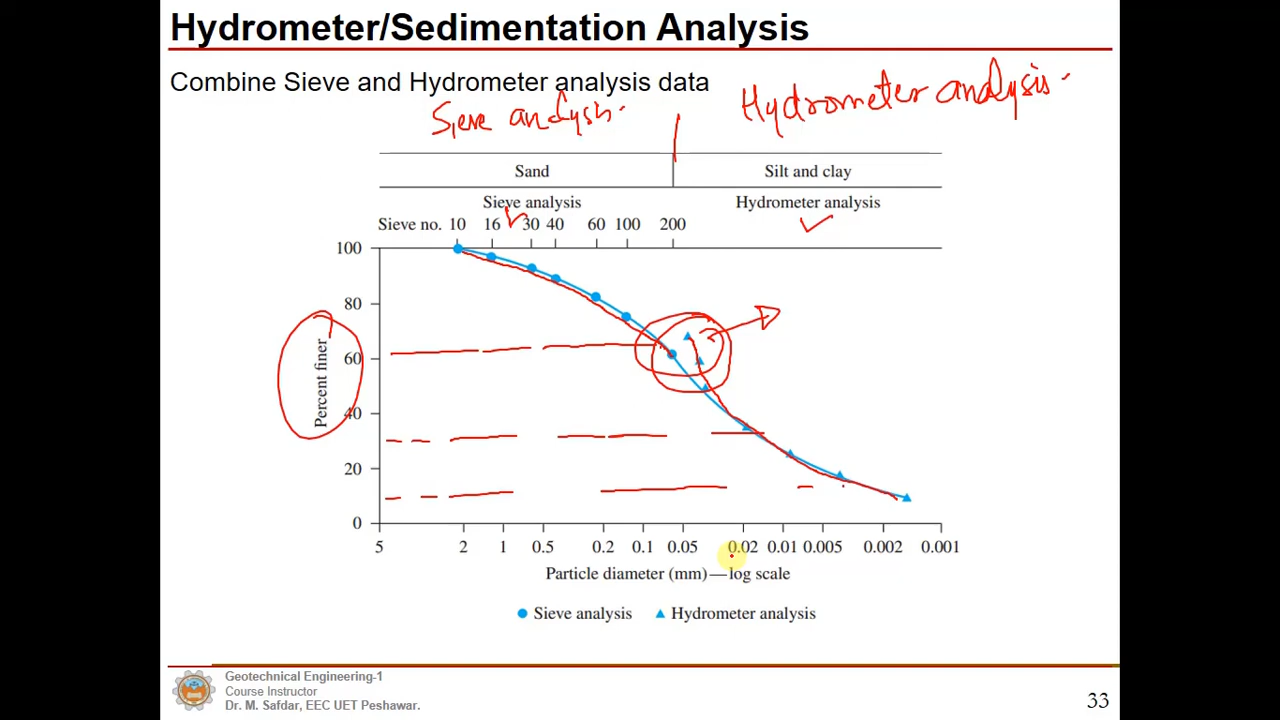 Hydrometer/Sedimentation Analysis
Combine Sieve and Hydrometer analysis data
Sieve analysis
Hydrometer analysis
Sand
Silt and clay
Sieve analysis
Hydrometer analysis
Sieve no. 10 16 30 40 60 100 200
100
80
60
40
20
0
Percent finer
5 2 1 0.5 0.2 0.1 0.05 0.02 0.01 0.005 0.002 0.001
Particle diameter (mm)—log scale
Sieve analysis Hydrometer analysis
Geotechnical Engineering-1
Course Instructor
Dr. M. Safdar, EEC UET Peshawar.
33